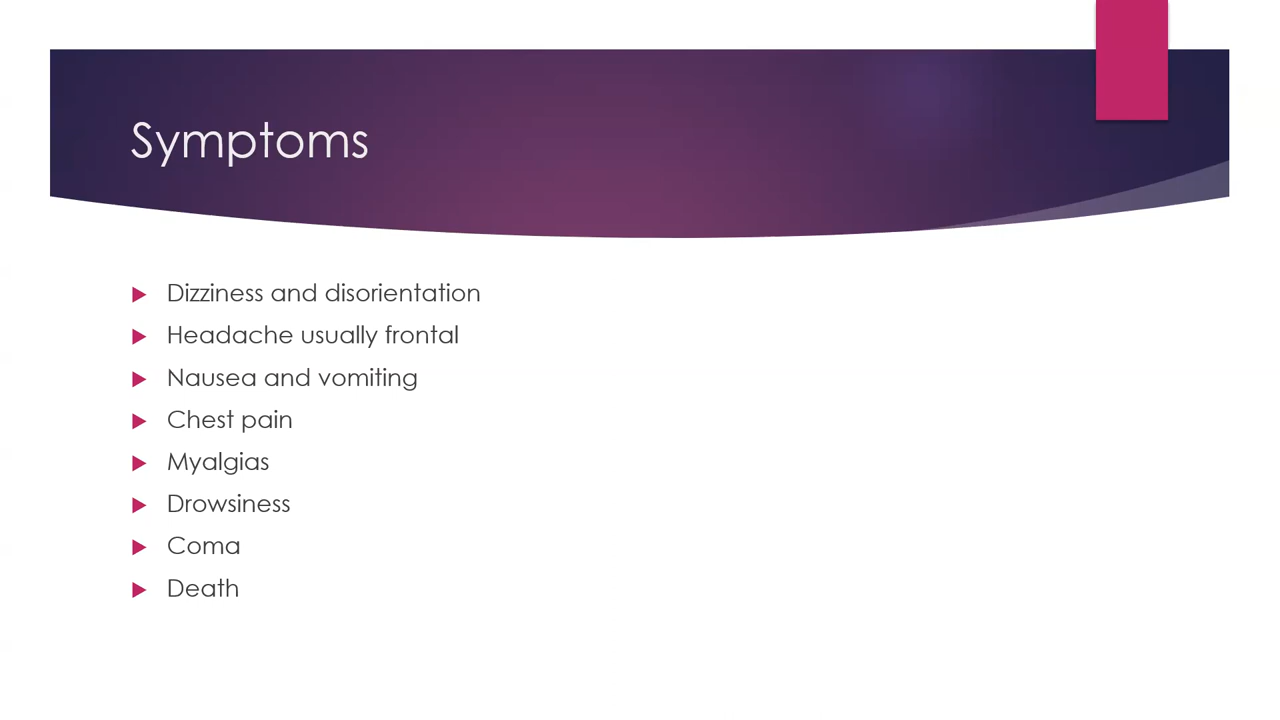 Symptoms
Dizziness and disorientation
Headache usually frontal
Nausea and vomiting
Chest pain
Myalgias
Drowsiness
Coma
Death